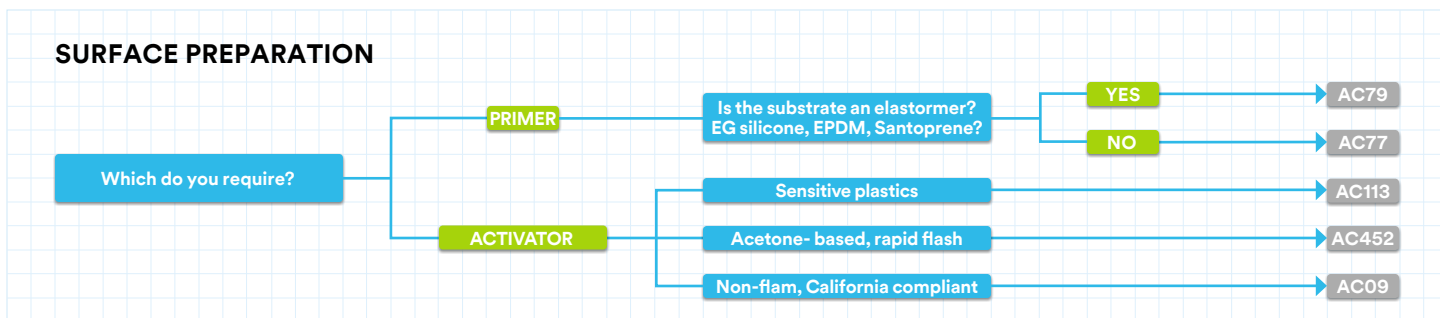 SURFACE PREPARATION
Which do you require?
PRIMER
Is the substrate an elastormer?
EG silicone, EPDM, Santoprene?
YES
AC79
NO
AC77
ACTIVATOR
Sensitive plastics
AC113
Acetone- based, rapid flash
AC452
Non-flam, California compliant
AC09